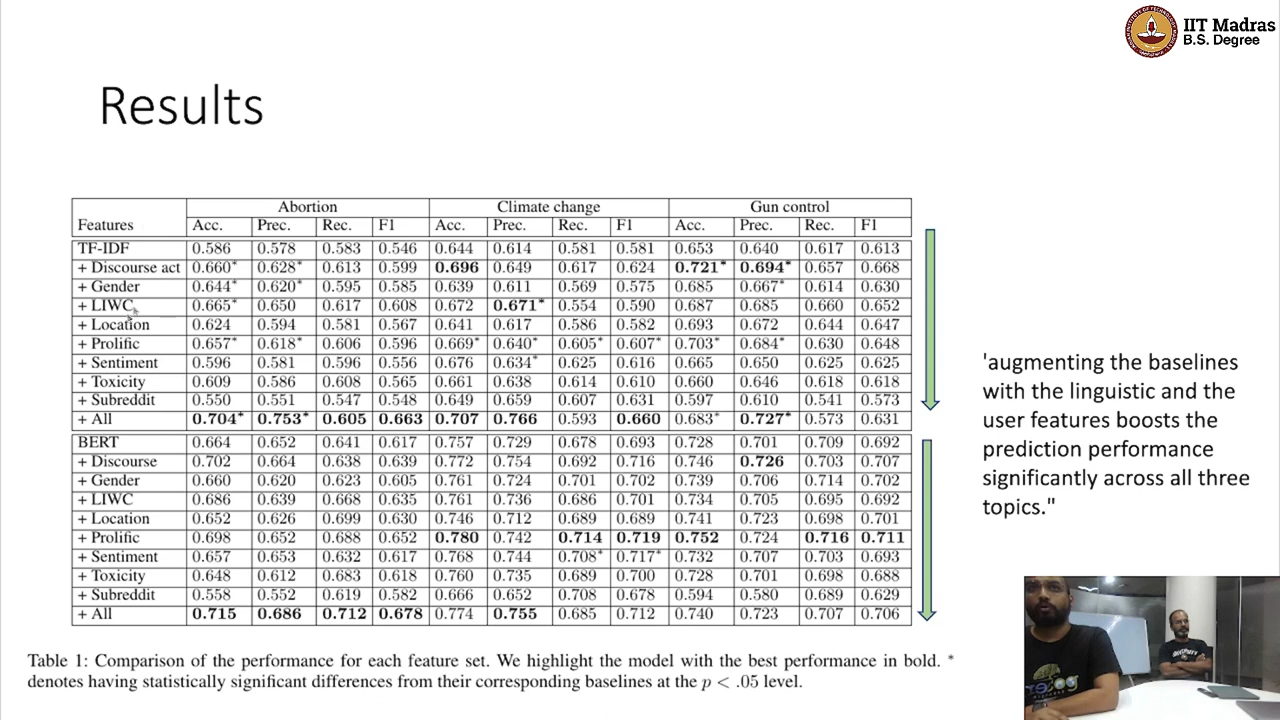 IIT Madras
B.S. Degree
Results
Features Abortion Climate change Gun control
Acc. Prec. Rec. F1 Acc. Prec. Rec. F1 Acc. Prec. Rec. F1
TF-IDF 0.586 0.578 0.583 0.546 0.644 0.614 0.581 0.581 0.653 0.640 0.617 0.613
+ Discourse act 0.660* 0.628* 0.613 0.599 0.696 0.649 0.617 0.624 0.721* 0.694* 0.657 0.668
+ Gender 0.644* 0.620* 0.595 0.585 0.639 0.611 0.569 0.575 0.685 0.667* 0.614 0.630
+ LIWC 0.665* 0.650 0.617 0.608 0.672 0.671* 0.554 0.590 0.687 0.685 0.660 0.652
+ Location 0.624 0.594 0.581 0.567 0.641 0.617 0.586 0.582 0.693 0.672 0.644 0.647
+ Prolific 0.657* 0.618* 0.606 0.596 0.669* 0.640* 0.605* 0.607* 0.703* 0.684* 0.630 0.648
+ Sentiment 0.596 0.581 0.596 0.556 0.676 0.634* 0.625 0.616 0.665 0.650 0.625 0.625
+ Toxicity 0.609 0.586 0.608 0.565 0.661 0.638 0.614 0.610 0.660 0.646 0.618 0.618
+ Subreddit 0.550 0.551 0.547 0.548 0.649 0.659 0.607 0.631 0.597 0.610 0.541 0.573
+ All 0.704* 0.753* 0.605 0.663 0.707 0.766 0.593 0.660 0.683* 0.727* 0.573 0.631
BERT 0.664 0.652 0.641 0.617 0.757 0.729 0.678 0.693 0.728 0.701 0.709 0.692
+ Discourse 0.702 0.664 0.638 0.639 0.772 0.754 0.692 0.716 0.746 0.726 0.703 0.707
+ Gender 0.660 0.620 0.623 0.605 0.761 0.724 0.701 0.702 0.739 0.706 0.714 0.702
+ LIWC 0.686 0.639 0.668 0.635 0.761 0.736 0.686 0.701 0.734 0.705 0.695 0.692
+ Location 0.652 0.626 0.699 0.630 0.746 0.712 0.689 0.689 0.741 0.723 0.698 0.701
+ Prolific 0.698 0.652 0.688 0.652 0.780 0.742 0.714 0.719 0.752 0.724 0.716 0.711
+ Sentiment 0.657 0.653 0.632 0.617 0.768 0.744 0.708* 0.717* 0.732 0.707 0.703 0.693
+ Toxicity 0.648 0.612 0.683 0.618 0.760 0.735 0.689 0.700 0.728 0.701 0.698 0.688
+ Subreddit 0.558 0.552 0.619 0.582 0.666 0.652 0.708 0.678 0.594 0.580 0.689 0.629
+ All 0.715 0.686 0.712 0.678 0.774 0.755 0.685 0.712 0.740 0.723 0.707 0.706
'augmenting the baselines
with the linguistic and the
user features boosts the
prediction performance
significantly across all three
topics."
Table 1: Comparison of the performance for each feature set. We highlight the model with the best performance in bold. *
denotes having statistically significant differences from their corresponding baselines at the p < .05 level.